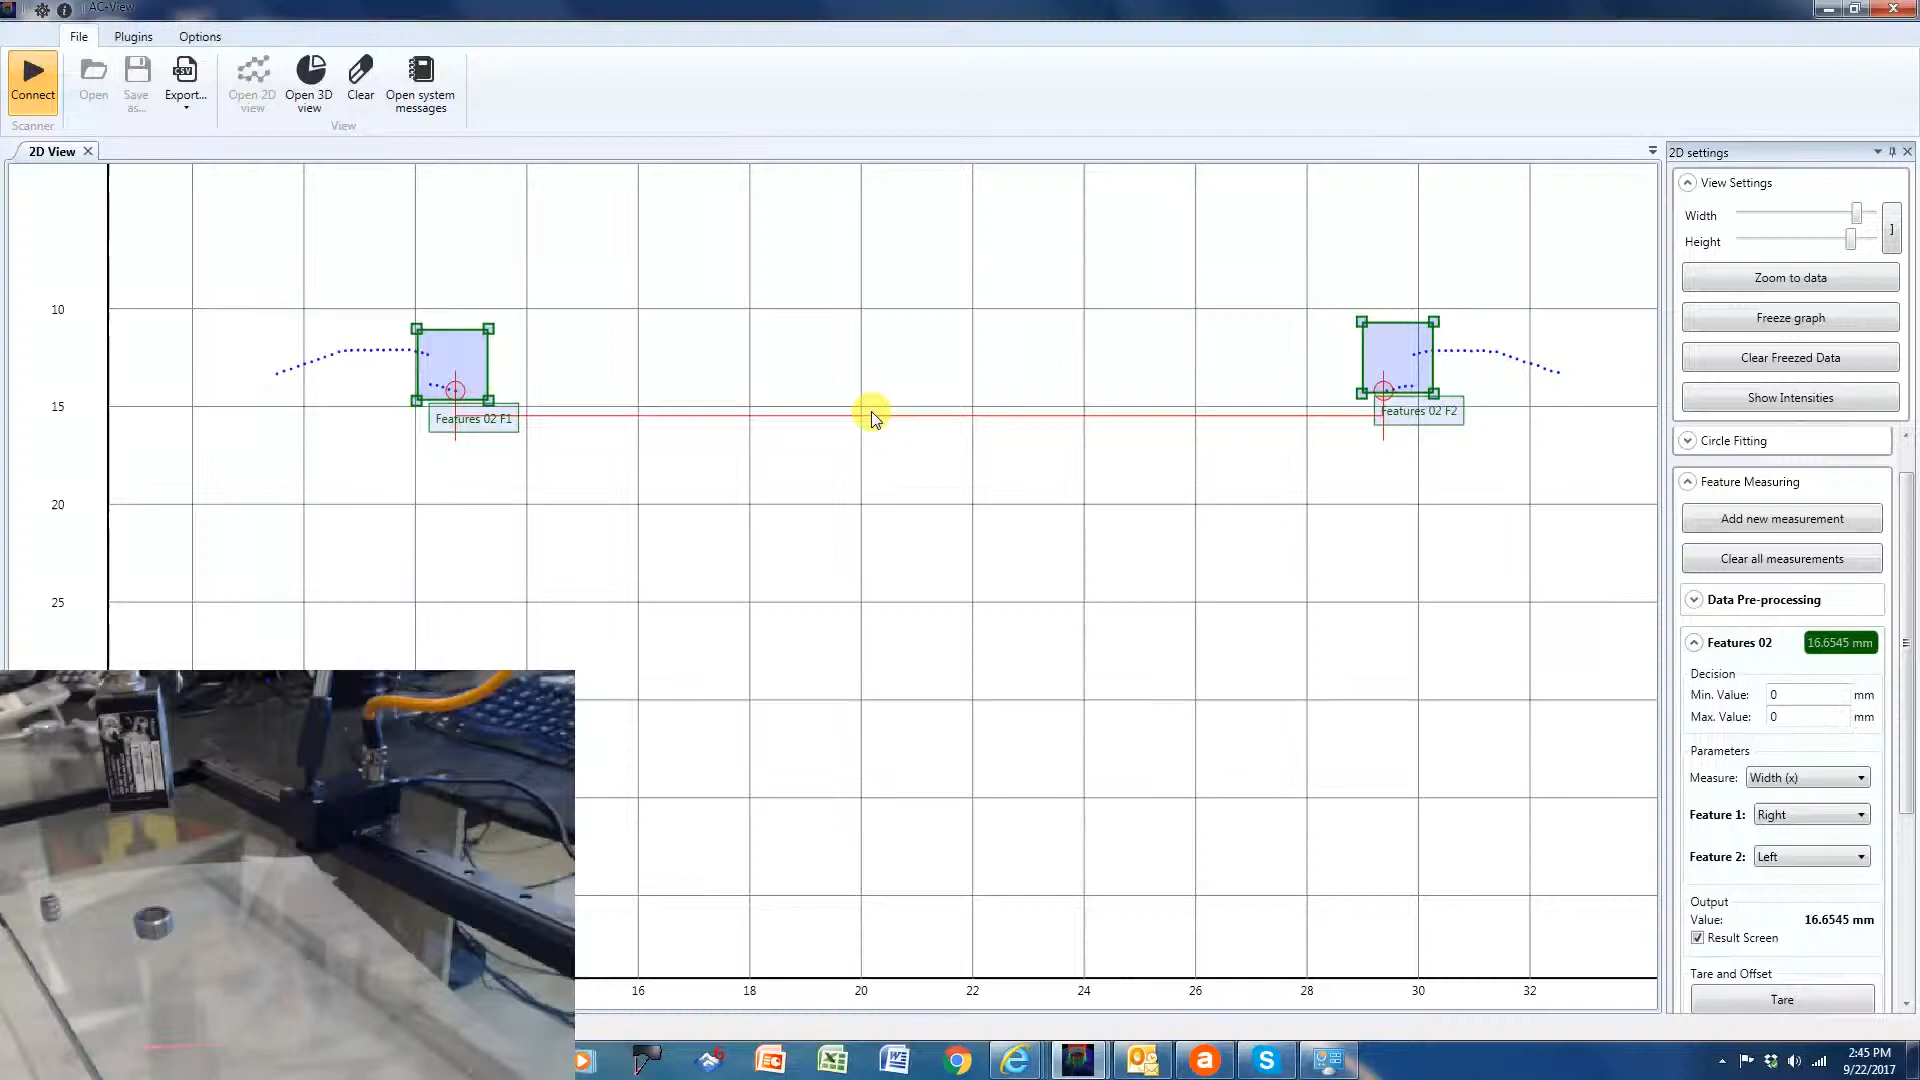 AC-View
File Plugins Options
Connect
Open
Save as...
Export...
Open 2D view
Open 3D view
Clear
Open system messages
Scanner
View
2D View
2D settings
View Settings
Width
Height
Zoom to data
Freeze graph
Clear Freezed Data
Show Intensities
Circle Fitting
Feature Measuring
Add new measurement
Clear all measurements
Data Pre-processing
Features 02 16.6545 mm
Decision
Min. Value: 0 mm
Max. Value: 0 mm
Parameters
Measure: Width (x)
Feature 1: Right
Feature 2: Left
Output
Value: 16.6545 mm
Result Screen
Tare and Offset
Tare
10
15
20
25
Features 02 F1
Features 02 F2
16 18 20 22 24 26 28 30 32
2:45 PM
9/22/2017